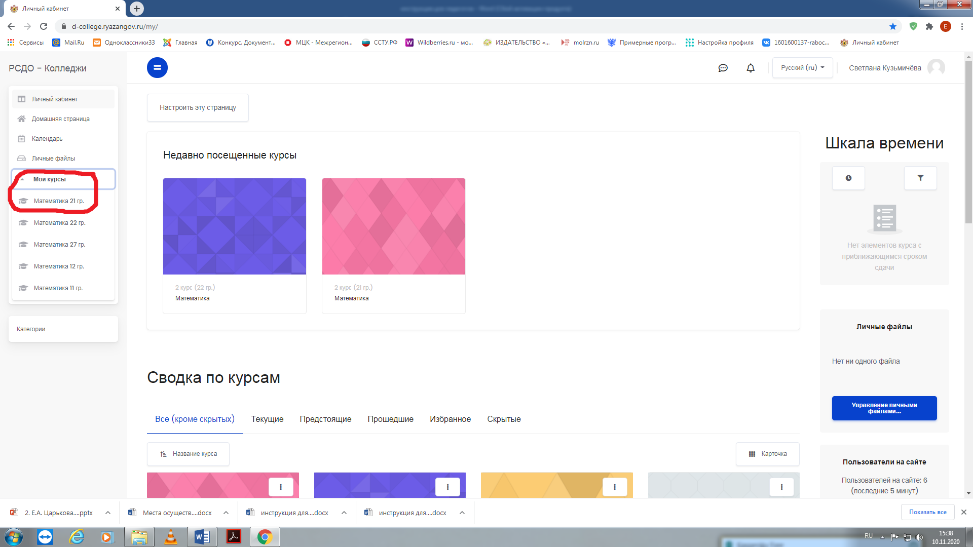 Личный кабинет
d-college.ryazangov.ru/my/
Сервисы
Mail.Ru
Одноклассники33
Главная
Конкурс Документ...
МЦК - Межрегион...
ССТУ.РФ
Wildberries.ru - мо...
ИЗДАТЕЛЬСТВО «...
Примерные прогр...
Настройка профиля
1601600137-raboc...
Личный кабинет
РСДО – Колледжи
Русский (ru)
Светлана Кузьмичёва
Личный кабинет
Домашняя страница
Календарь
Личные файлы
Мои курсы
Математика 21 гр.
Математика 22 гр.
Математика 27 гр.
Математика 12 гр.
Математика 11 гр.
Категории
Настроить эту страницу
Недавно посещенные курсы
2 курс (22 гр.)
Математика
2 курс (21 гр.)
Математика
Сводка по курсам
Все (кроме скрытых)
Текущие
Предстоящие
Прошедшие
Избранное
Скрытые
Название курса
Карточка
Шкала времени
Нет элементов курса с
приближающимся сроком
сдачи
Личные файлы
Нет ни одного файла
Управление личными
файлами...
Пользователи на сайте
Пользователей на сайте: 6
(последние 5 минут)
2. Е.А. Царькова....pptx
Места осуществ....docx
инструкция для....docx
инструкция для....docx
Показать все
RU
15:38
10.11.2020